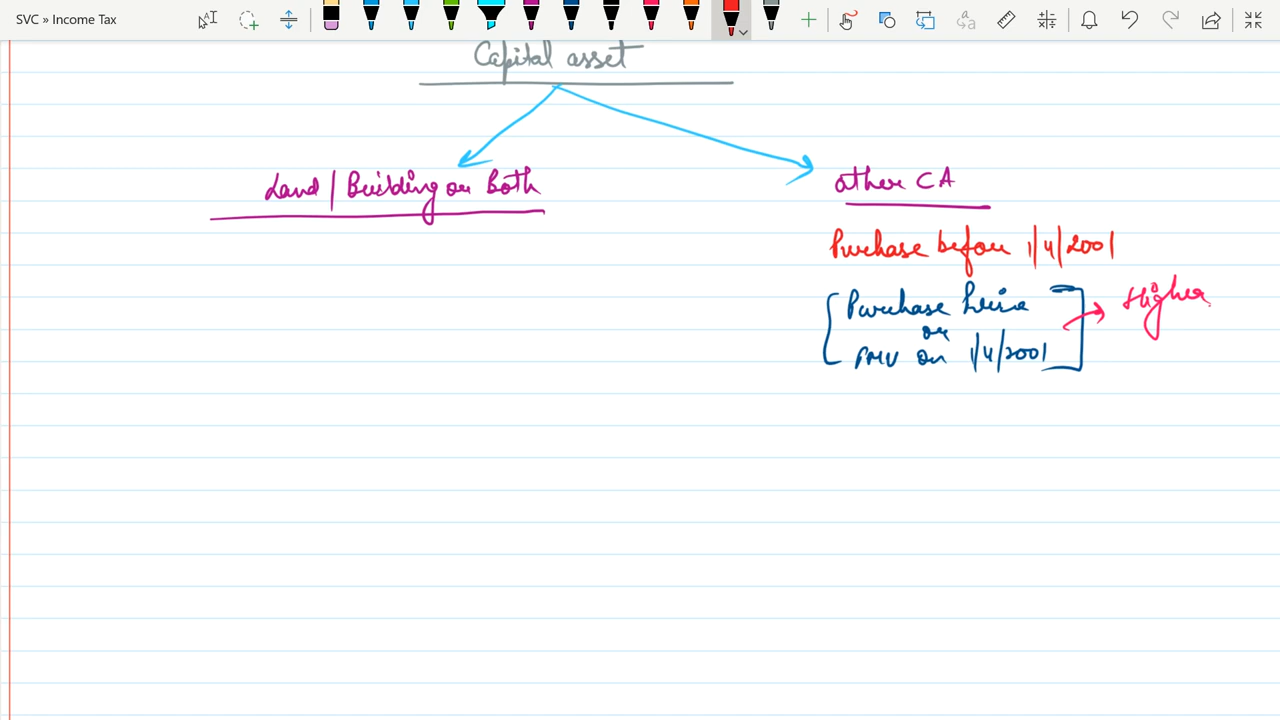 SVC » Income Tax
Capital asset
Land / Building or Both
other CA
Purchase before 1/4/2001
Purchase Price
or
FMV on 1/4/2001
Higher